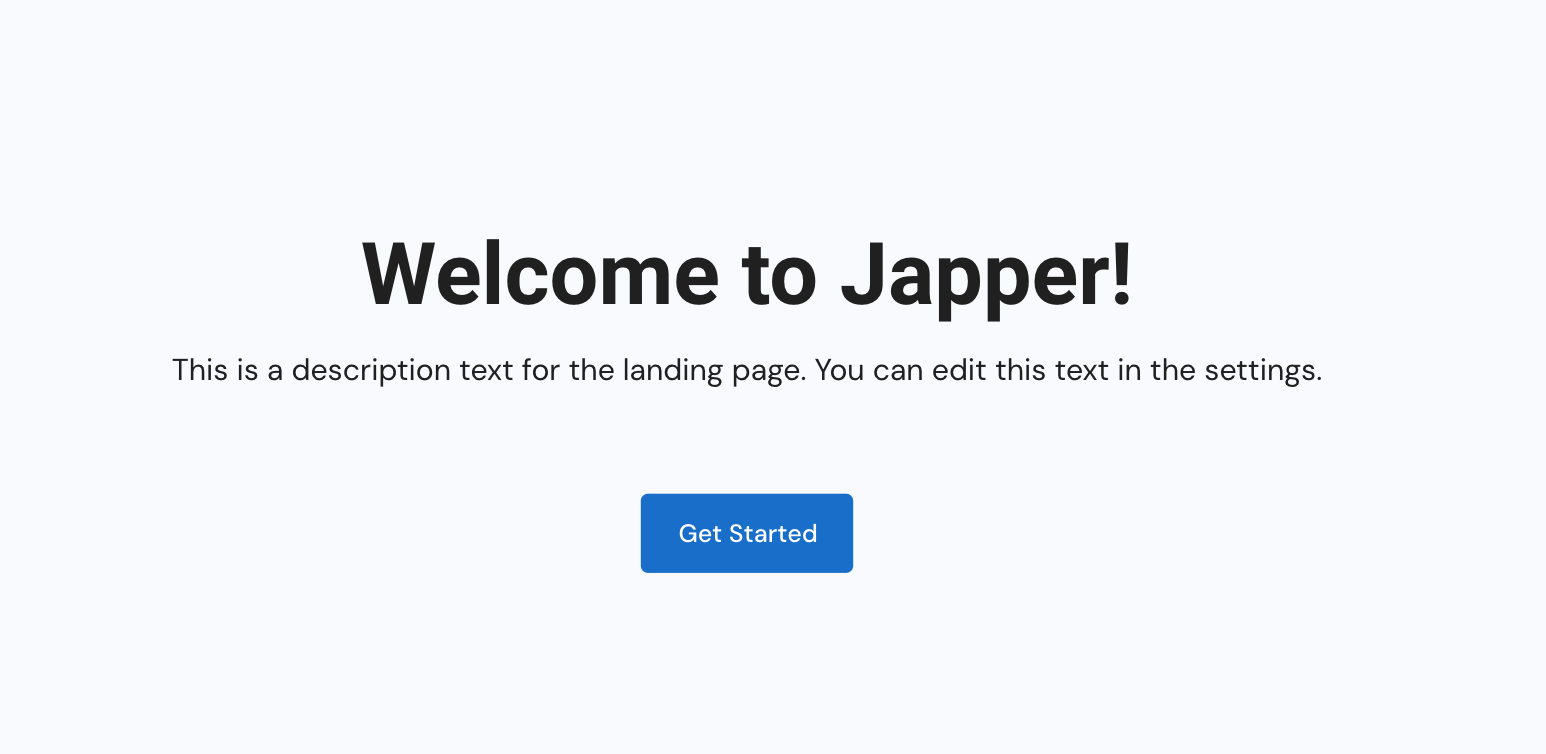 Welcome to Japper!
This is a description text for the landing page. You can edit this text in the settings.
Get Started